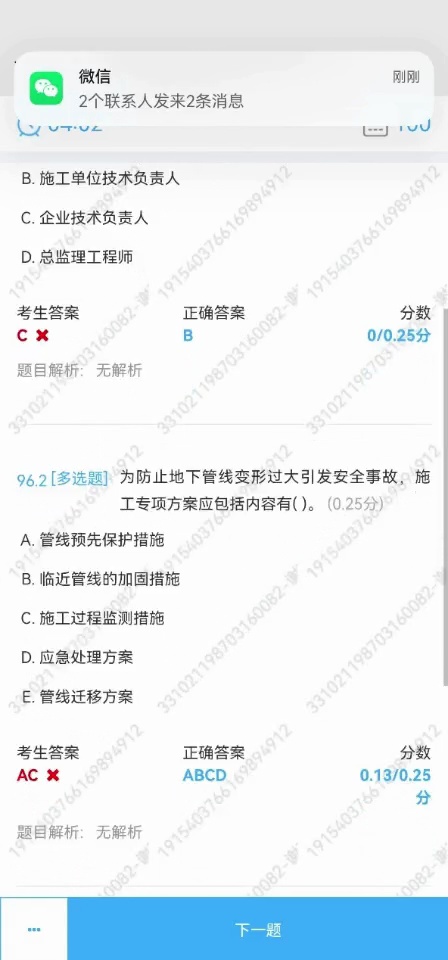 微信
刚刚
2个联系人发来2条消息
04:02
100
B. 施工单位技术负责人
C. 企业技术负责人
D. 总监理工程师
考生答案 正确答案 分数
C ✖ B 0/0.25分
题目解析: 无解析
96.2 [多选题] 为防止地下管线变形过大引发安全事故，施
工专项方案应包括内容有( )。 (0.25分)
A. 管线预先保护措施
B. 临近管线的加固措施
C. 施工过程监测措施
D. 应急处理方案
E. 管线迁移方案
考生答案 正确答案 分数
AC ✖ ABCD 0.13/0.25
分
题目解析: 无解析
下一题